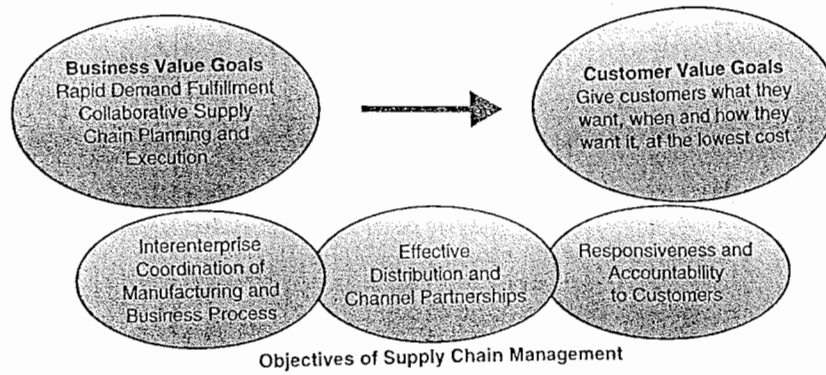 Business Value Goals
Rapid Demand Fulfillment
Collaborative Supply
Chain Planning and
Execution
Customer Value Goals
Give customers what they
want, when and how they
want it, at the lowest cost
Interenterprise
Coordination of
Manufacturing and
Business Process
Effective
Distribution and
Channel Partnerships
Responsiveness and
Accountability
to Customers
Objectives of Supply Chain Management